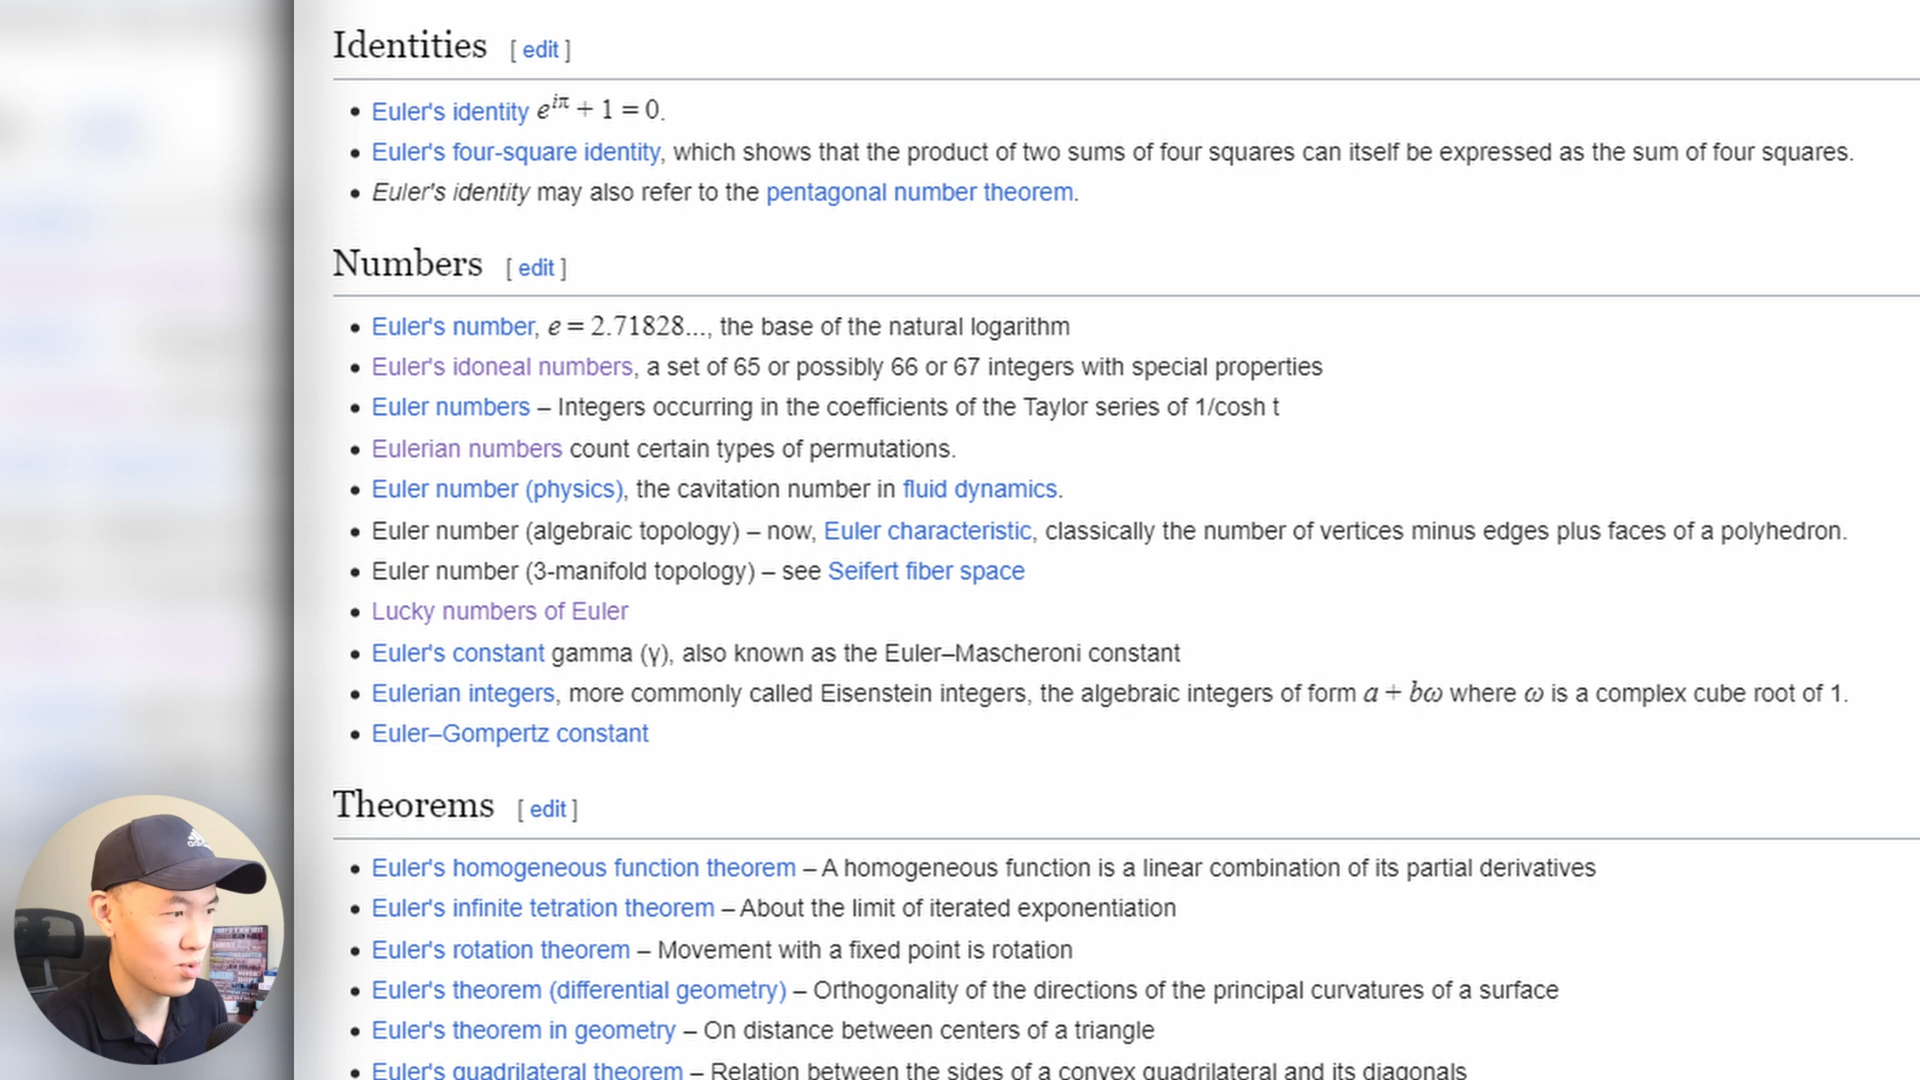 Identities [ edit ]
Euler's identity e^{iπ} + 1 = 0.
Euler's four-square identity, which shows that the product of two sums of four squares can itself be expressed as the sum of four squares.
Euler's identity may also refer to the pentagonal number theorem.
Numbers [ edit ]
Euler's number, e = 2.71828..., the base of the natural logarithm
Euler's idoneal numbers, a set of 65 or possibly 66 or 67 integers with special properties
Euler numbers – Integers occurring in the coefficients of the Taylor series of 1/cosh t
Eulerian numbers count certain types of permutations.
Euler number (physics), the cavitation number in fluid dynamics.
Euler number (algebraic topology) – now, Euler characteristic, classically the number of vertices minus edges plus faces of a polyhedron.
Euler number (3-manifold topology) – see Seifert fiber space
Lucky numbers of Euler
Euler's constant gamma (γ), also known as the Euler–Mascheroni constant
Eulerian integers, more commonly called Eisenstein integers, the algebraic integers of form a + bω where ω is a complex cube root of 1.
Euler–Gompertz constant
Theorems [ edit ]
Euler's homogeneous function theorem – A homogeneous function is a linear combination of its partial derivatives
Euler's infinite tetration theorem – About the limit of iterated exponentiation
Euler's rotation theorem – Movement with a fixed point is rotation
Euler's theorem (differential geometry) – Orthogonality of the directions of the principal curvatures of a surface
Euler's theorem in geometry – On distance between centers of a triangle
Euler's quadrilateral theorem – Relation between the sides of a convex quadrilateral and its diagonals